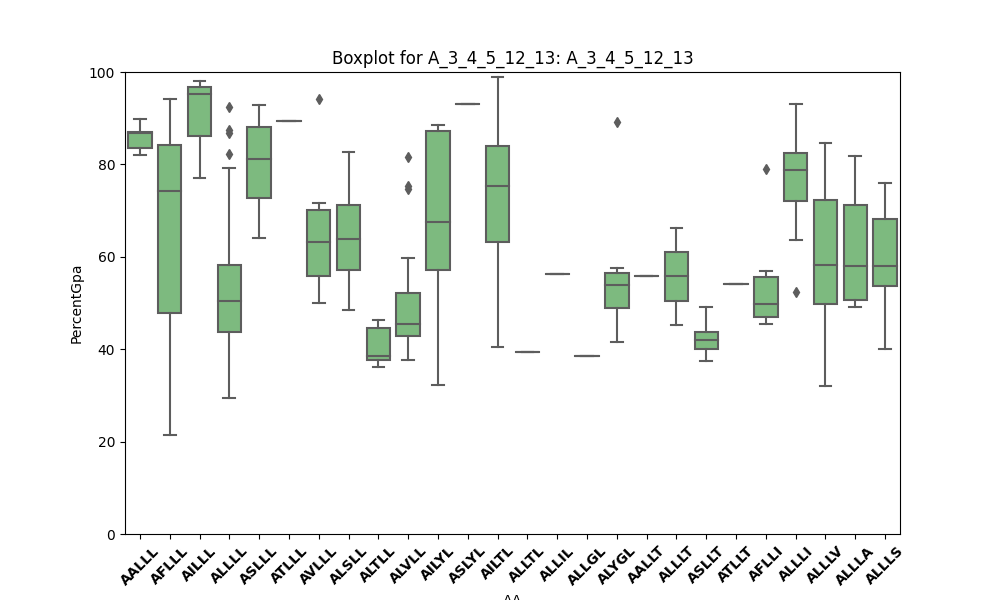 Boxplot for A_3_4_5_12_13: A_3_4_5_12_13
100
80
60
40
20
0
PercentGpa
AALLL AFLLL AILLL ALLLL ASLLL ATLLL AVLLL ALSLL ALTLL ALVLL AILYL ASLYL AILTL ALLTL ALLIL ALLGL ALYGL AALLT ALLLT ASLLT ATLLT AFLLI ALLLI ALLLV ALLLA ALLLS
AA